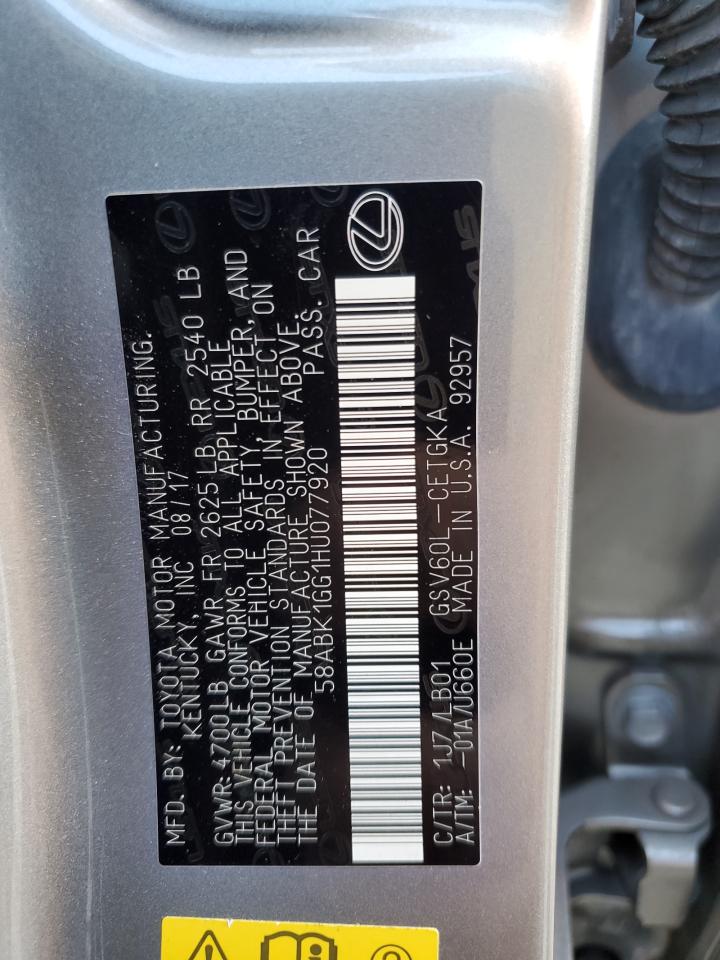 MFD. BY: TOYOTA MOTOR MANUFACTURING.
KENTUCKY, INC 08/17
GVWR:4700LB GAWR FR 2625 LB RR 2540 LB
THIS VEHICLE CONFORMS TO ALL APPLICABLE
FEDERAL MOTOR VEHICLE SAFETY, BUMPER, AND
THEFT PREVENTION STANDARDS IN EFFECT ON
THE DATE OF MANUFACTURE SHOWN ABOVE.
58ABK1GG1HU077920 PASS. CAR
C/TR: 1J7/LB01 GSV60L-CETGKA
A/TM: -01A/U660E MADE IN U.S.A. 92957